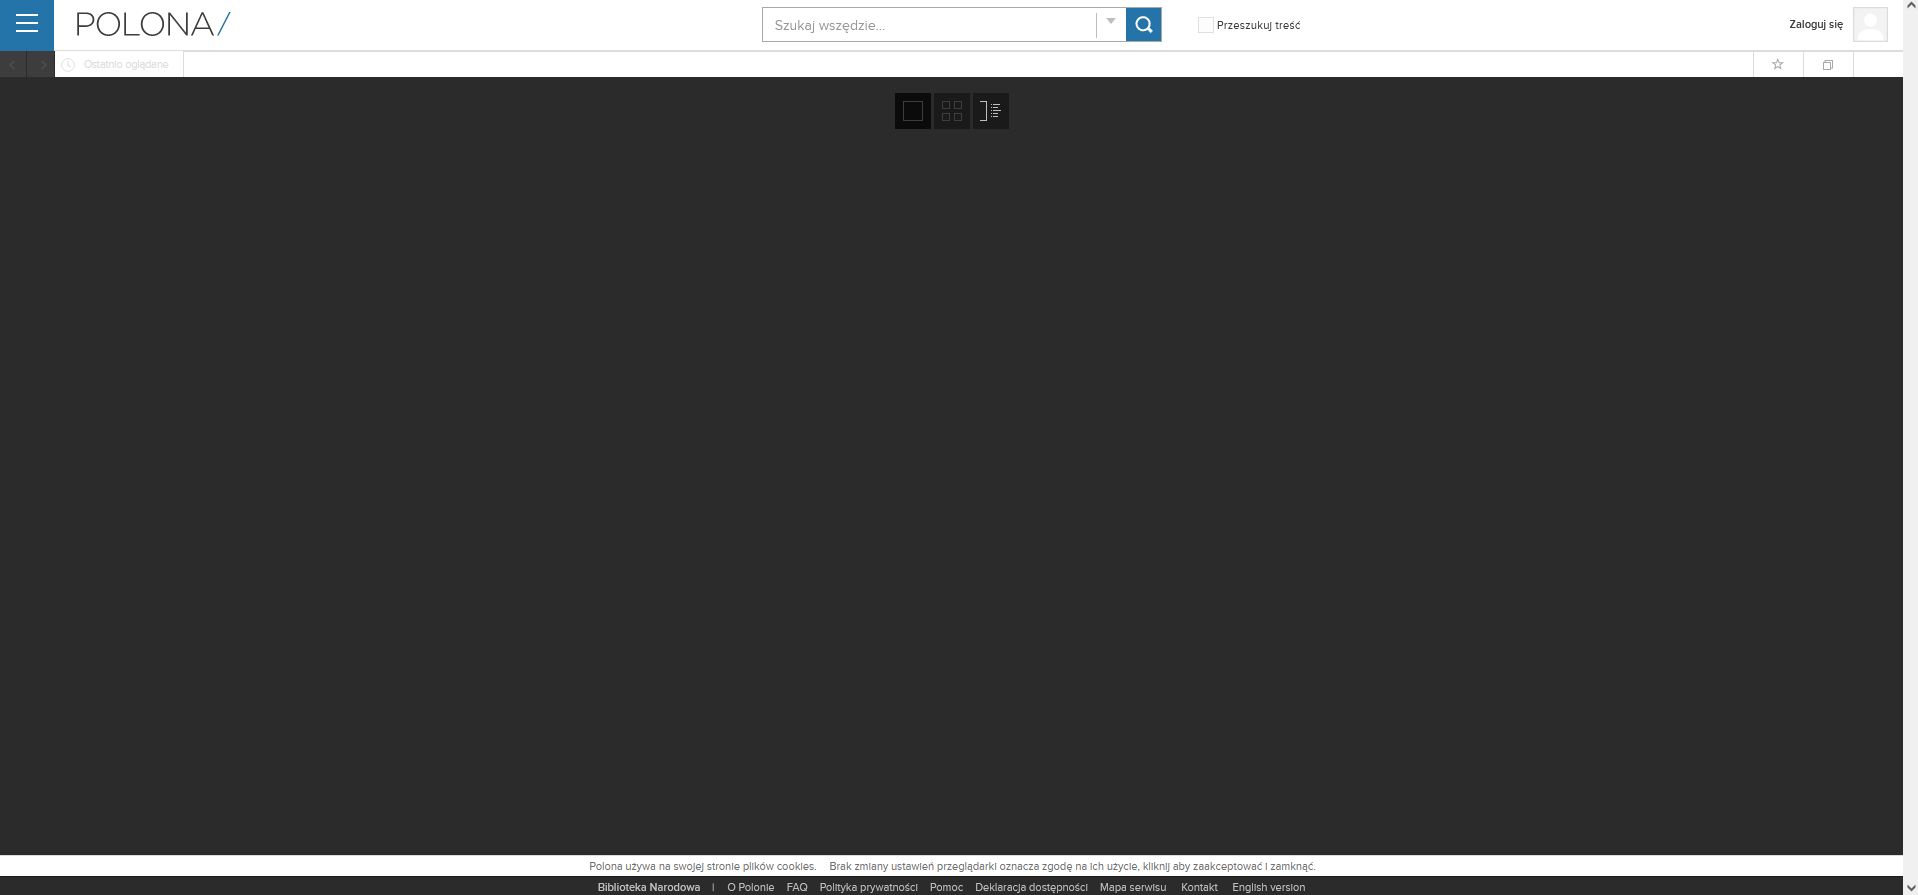 POLONA/
Szukaj wszędzie...
Przeszukuj treść
Zaloguj się
Ostatnio oglądane
Polona używa na swojej stronie plików cookies. Brak zmiany ustawień przeglądarki oznacza zgodę na ich użycie, kliknij aby zaakceptować i zamknąć.
Biblioteka Narodowa | O Polonie FAQ Polityka prywatności Pomoc Deklaracja dostępności Mapa serwisu Kontakt English version